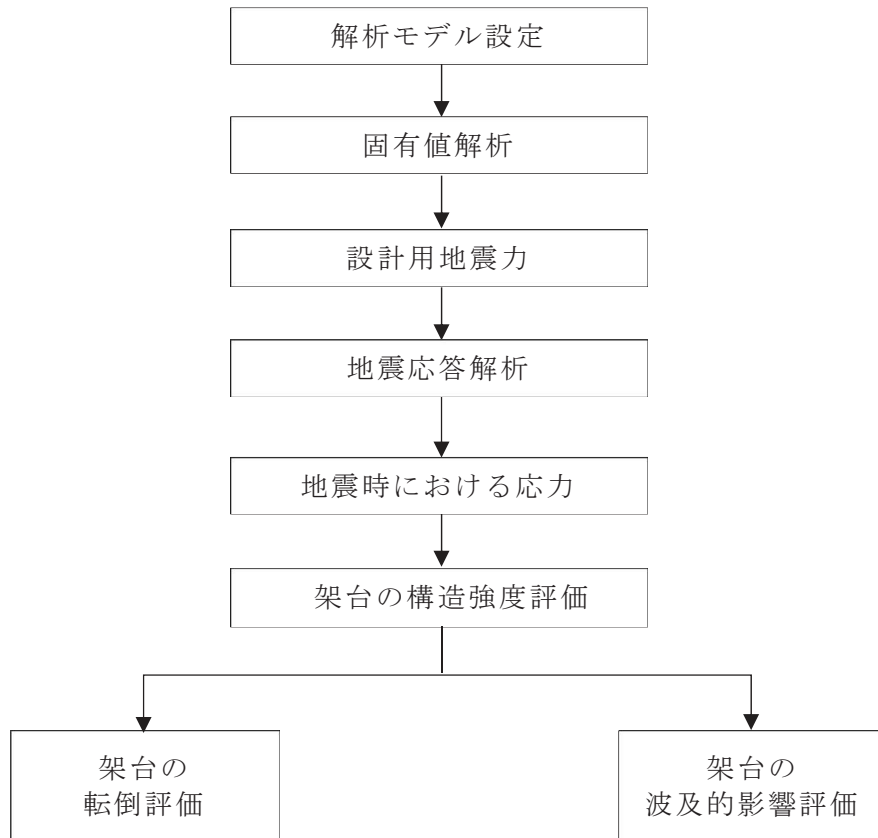 解析モデル設定
固有値解析
設計用地震力
地震応答解析
地震時における応力
架台の構造強度評価
架台の
転倒評価
架台の
波及的影響評価